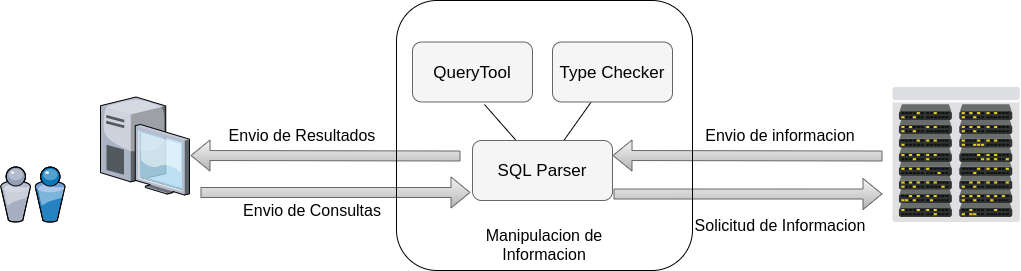 QueryTool
Type Checker
Envio de Resultados
Envio de informacion
SQL Parser
Envio de Consultas
Solicitud de Informacion
Manipulacion de
Informacion